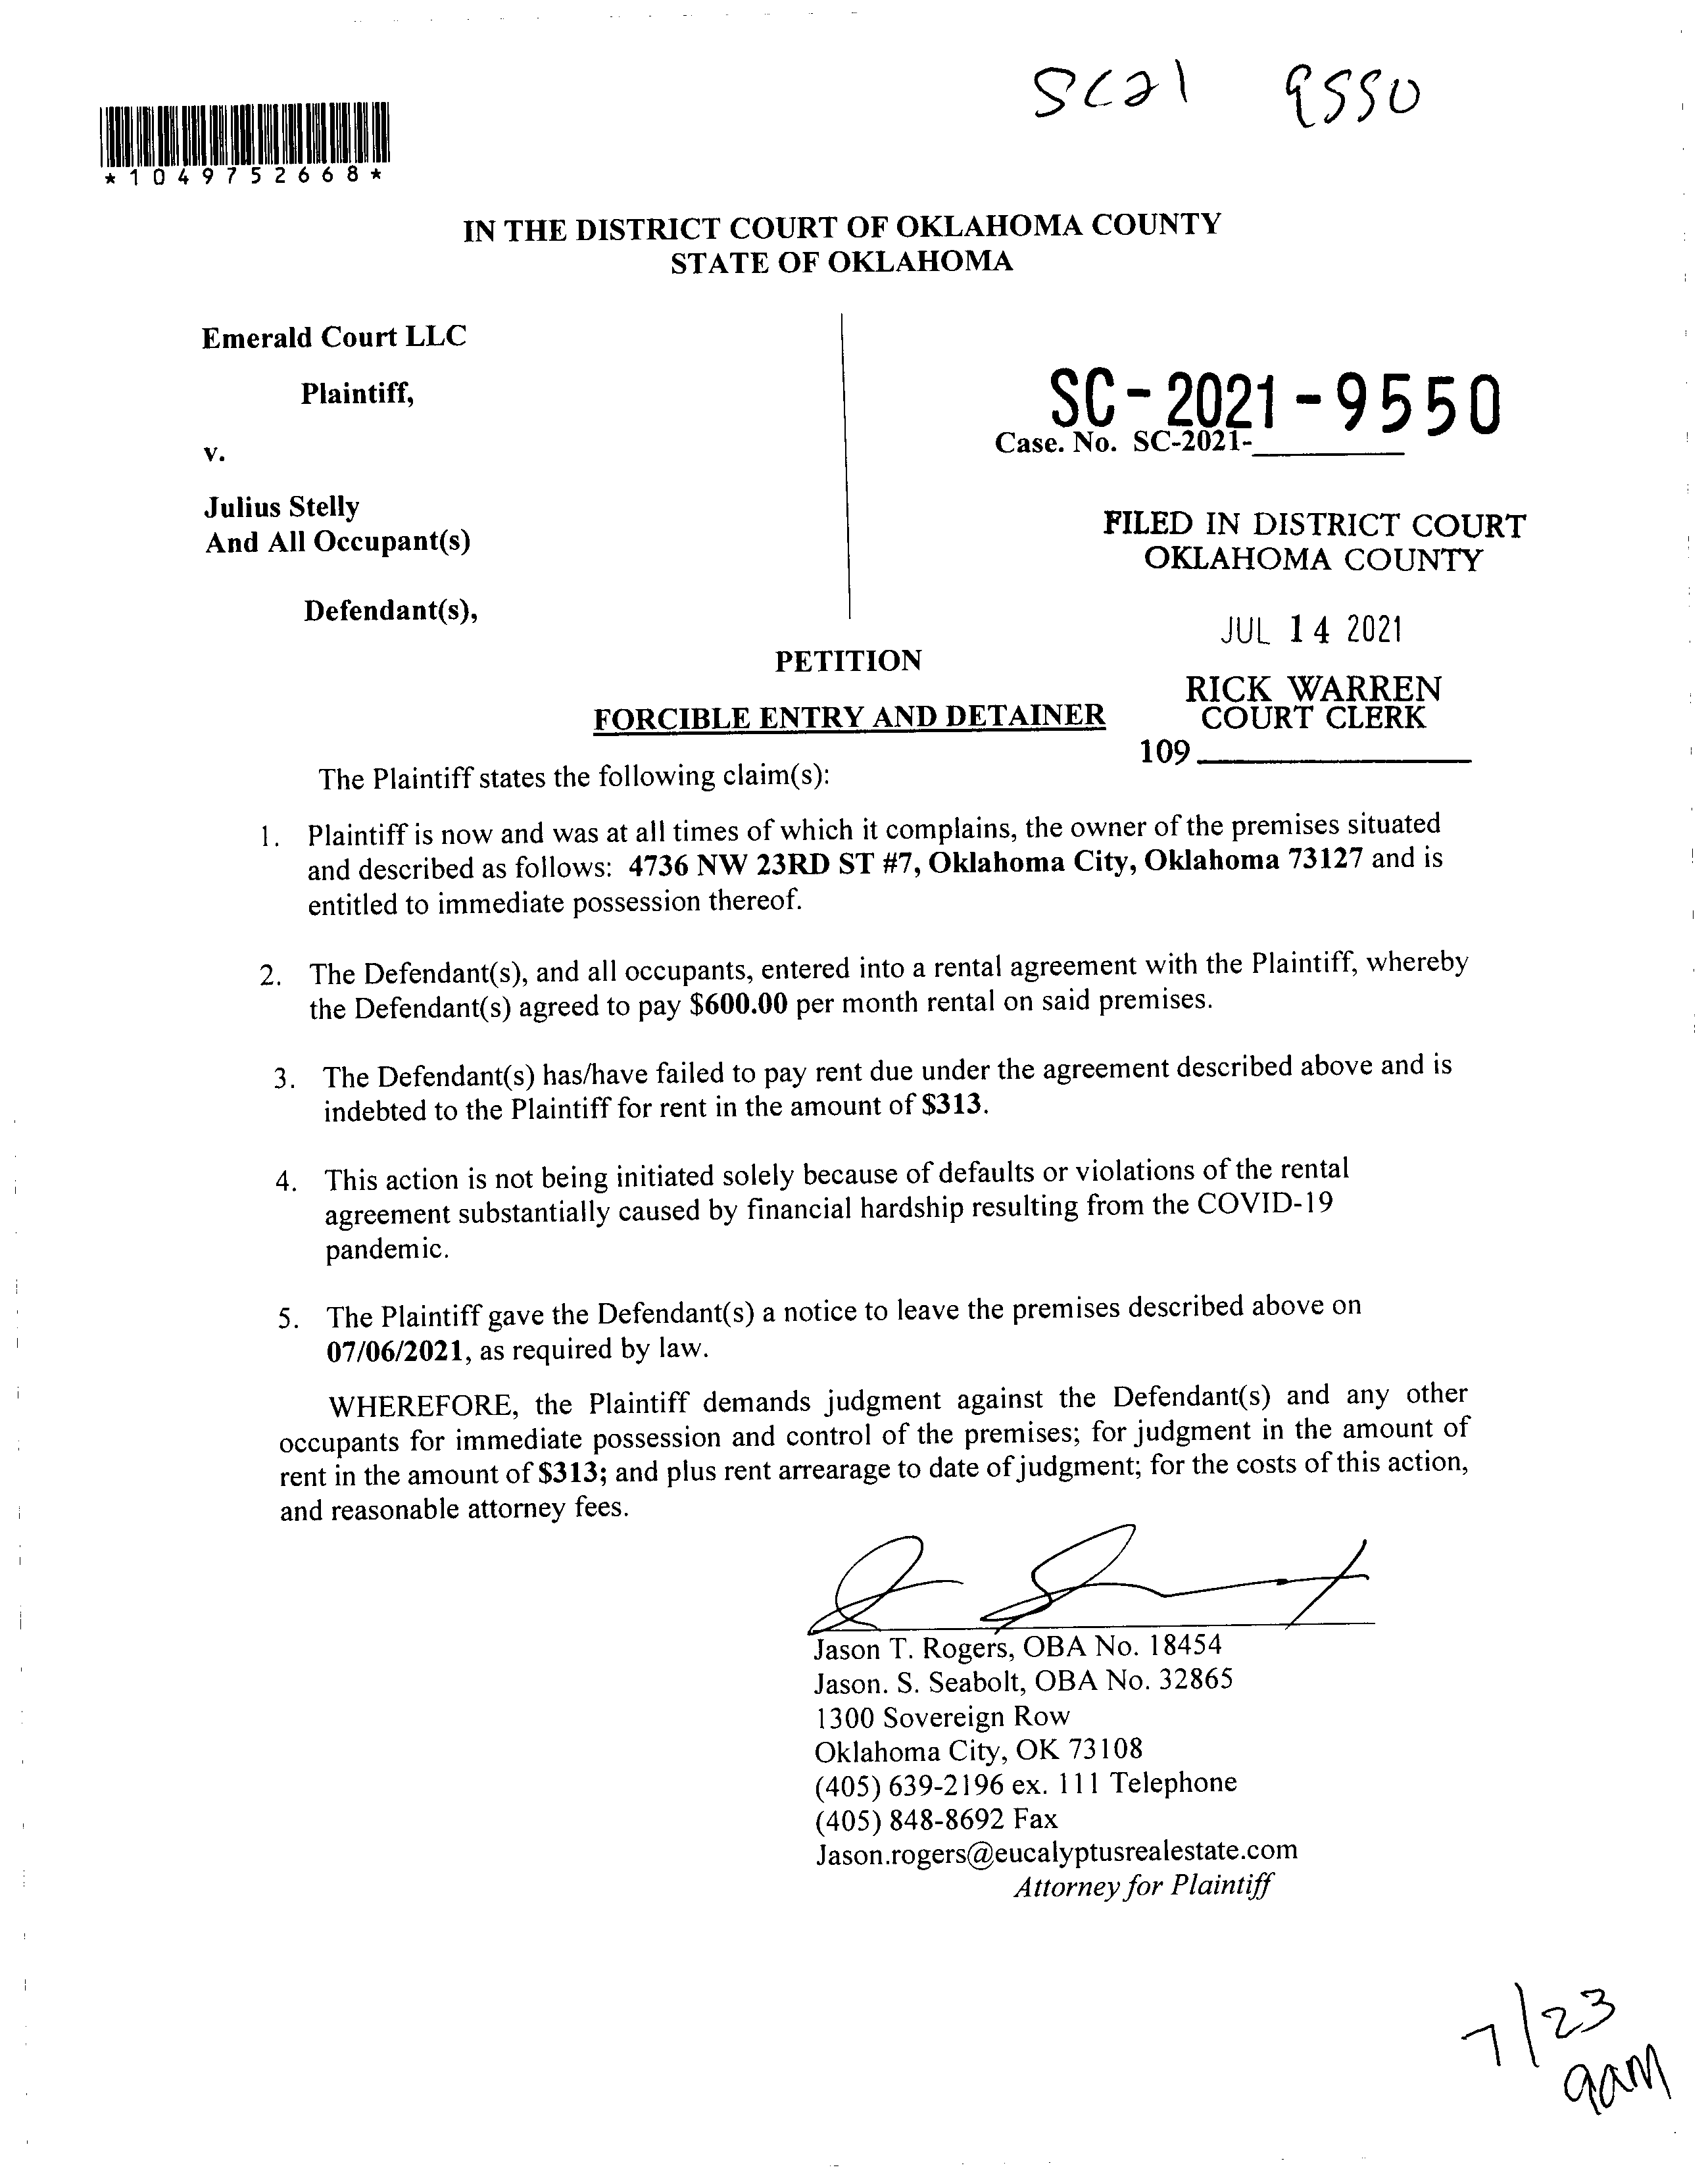 SC21 9550
*1049752668*
IN THE DISTRICT COURT OF OKLAHOMA COUNTY
STATE OF OKLAHOMA
Emerald Court LLC
Plaintiff,
v.
Julius Stelly
And All Occupant(s)
Defendant(s),
SC-2021-9550
Case. No. SC-2021-________
FILED IN DISTRICT COURT
OKLAHOMA COUNTY
JUL 14 2021
RICK WARREN
COURT CLERK
109________
PETITION
FORCIBLE ENTRY AND DETAINER
The Plaintiff states the following claim(s):
1. Plaintiff is now and was at all times of which it complains, the owner of the premises situated
and described as follows: 4736 NW 23RD ST #7, Oklahoma City, Oklahoma 73127 and is
entitled to immediate possession thereof.
2. The Defendant(s), and all occupants, entered into a rental agreement with the Plaintiff, whereby
the Defendant(s) agreed to pay $600.00 per month rental on said premises.
3. The Defendant(s) has/have failed to pay rent due under the agreement described above and is
indebted to the Plaintiff for rent in the amount of $313.
4. This action is not being initiated solely because of defaults or violations of the rental
agreement substantially caused by financial hardship resulting from the COVID-19
pandemic.
5. The Plaintiff gave the Defendant(s) a notice to leave the premises described above on
07/06/2021, as required by law.
WHEREFORE, the Plaintiff demands judgment against the Defendant(s) and any other
occupants for immediate possession and control of the premises; for judgment in the amount of
rent in the amount of $313; and plus rent arrearage to date of judgment; for the costs of this action,
and reasonable attorney fees.
Jason T. Rogers, OBA No. 18454
Jason. S. Seabolt, OBA No. 32865
1300 Sovereign Row
Oklahoma City, OK 73108
(405) 639-2196 ex. 111 Telephone
(405) 848-8692 Fax
Jason.rogers@eucalyptusrealestate.com
Attorney for Plaintiff
7/23
9am